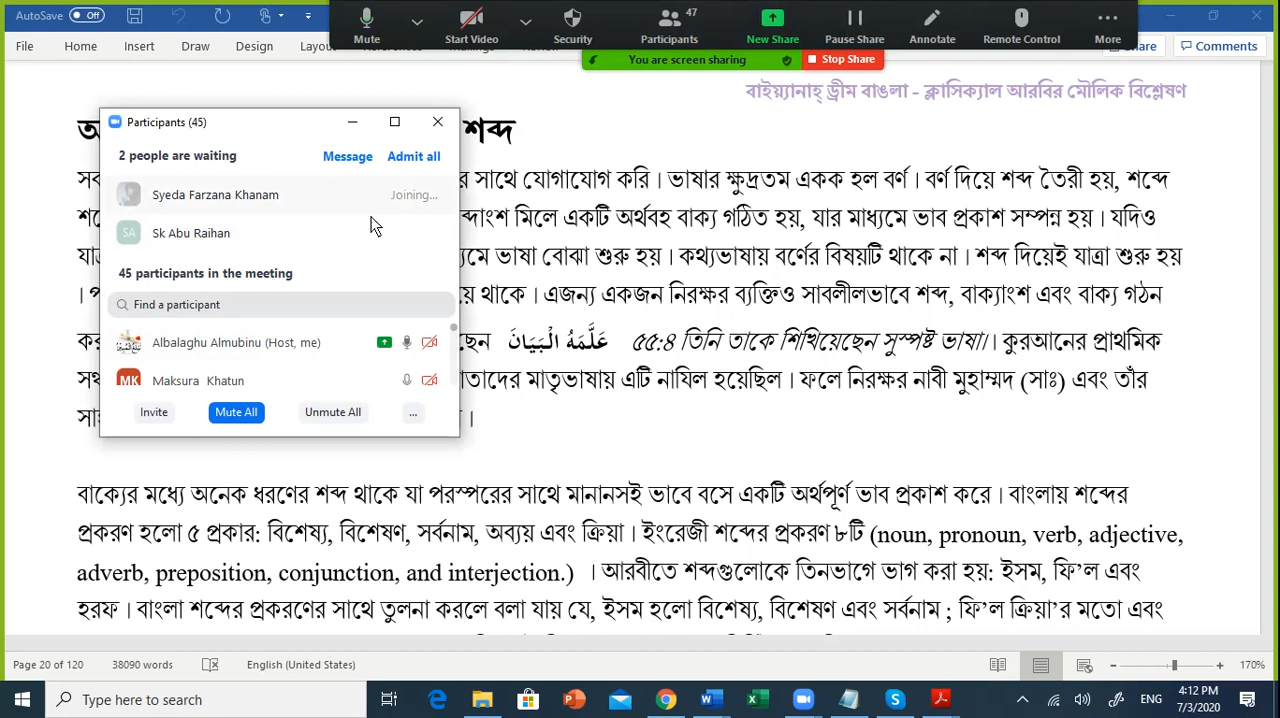 AutoSave Off
Mute
Start Video
Security
47
Participants
New Share
Pause Share
Annotate
Remote Control
More
File Home Insert Draw Design
Share
Comments
You are screen sharing
Stop Share
বাইয়্যানাহ্ ড্রীম বাঙলা - ক্লাসিক্যাল আরবির মৌলিক বিশ্লেষণ
শব্দ
Participants (45)
2 people are waiting
Message
Admit all
Syeda Farzana Khanam
Joining...
SA Sk Abu Raihan
45 participants in the meeting
Find a participant
Albalaghu Almubinu (Host, me)
MK Maksura Khatun
Invite
Mute All
Unmute All
...
র সাথে যোগাযোগ করি। ভাষার ক্ষুদ্রতম একক হল বর্ণ। বর্ণ দিয়ে শব্দ তৈরী হয়, শব্দে
ব্দাংশ মিলে একটি অর্থবহ বাক্য গঠিত হয়, যার মাধ্যমে ভাব প্রকাশ সম্পন্ন হয়। যদিও
্যমে ভাষা বোঝা শুরু হয়। কথ্যভাষায় বর্ণের বিষয়টি থাকে না। শব্দ দিয়েই যাত্রা শুরু হয়
য়ে থাকে। এজন্য একজন নিরক্ষর ব্যক্তিও সাবলীলভাবে শব্দ, বাক্যাংশ এবং বাক্য গঠন
ছেন عَلَّمَهُ الْبَيَانَ ৫৫:৪ তিনি তাকে শিখিয়েছেন সুস্পষ্ট ভাষা। কুরআনের প্রাথমিক
তাদের মাতৃভাষায় এটি নাযিল হয়েছিল। ফলে নিরক্ষর নাবী মুহাম্মদ (সাঃ) এবং তাঁর
।
বাক্যের মধ্যে অনেক ধরণের শব্দ থাকে যা পরস্পরের সাথে মানানসই ভাবে বসে একটি অর্থপূর্ণ ভাব প্রকাশ করে। বাংলায় শব্দের
প্রকরণ হলো ৫ প্রকার: বিশেষ্য, বিশেষণ, সর্বনাম, অব্যয় এবং ক্রিয়া। ইংরেজী শব্দের প্রকরণ ৮টি (noun, pronoun, verb, adjective,
adverb, preposition, conjunction, and interjection.) । আরবীতে শব্দগুলোকে তিনভাগে ভাগ করা হয়: ইসম, ফি’ল এবং
হরফ। বাংলা শব্দের প্রকরণের সাথে তুলনা করলে বলা যায় যে, ইসম হলো বিশেষ্য, বিশেষণ এবং সর্বনাম ; ফি’ল ক্রিয়া’র মতো এবং
Page 20 of 120 38090 words English (United States) 170%
Type here to search
ENG
4:12 PM
7/3/2020